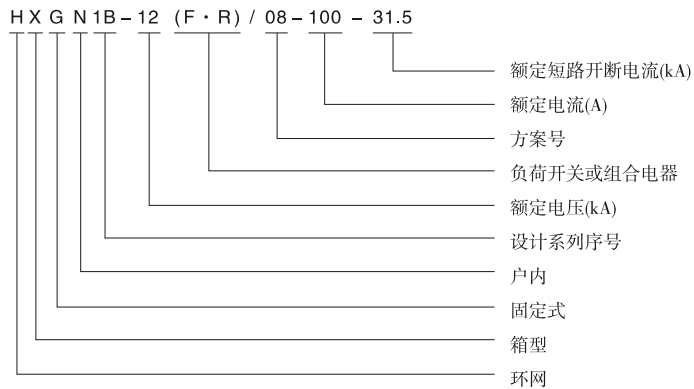 HXGN1B-12(F·R)/08-100-31.5
额定短路开断电流(kA)
额定电流(A)
方案号
负荷开关或组合电器
额定电压(kA)
设计系列序号
户内
固定式
箱型
环网